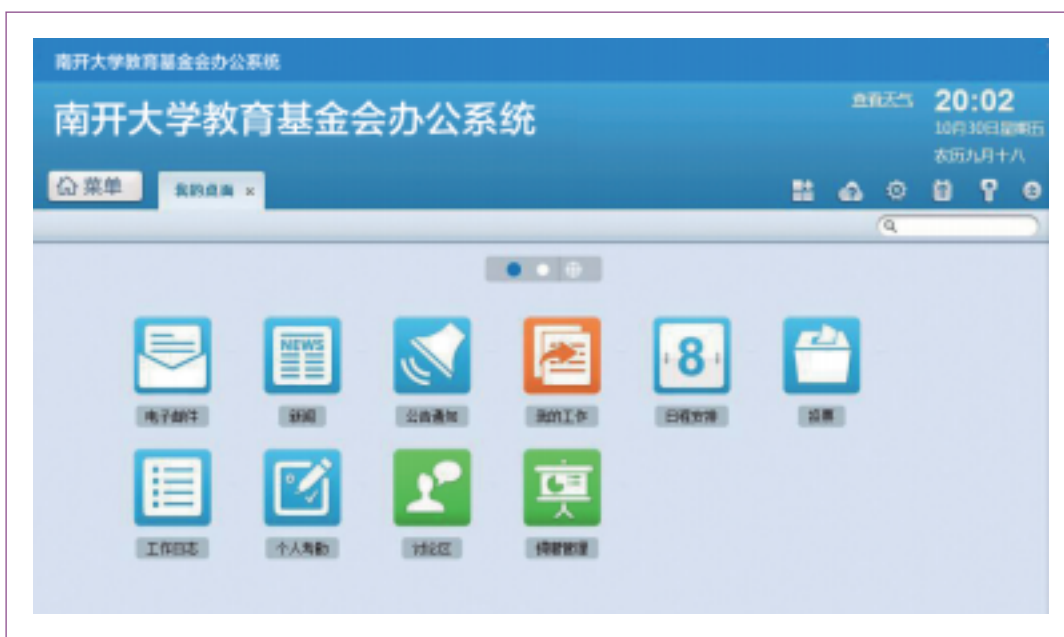 南开大学教育基金会办公系统
南开大学教育基金会办公系统
查看天气 20:02
10月30日星期五
农历九月十八
菜单 我的桌面 ×
NEWS 8
电子邮件 新闻 公告通知 我的工作 日程安排 投票
工作日志 个人考勤 讨论区